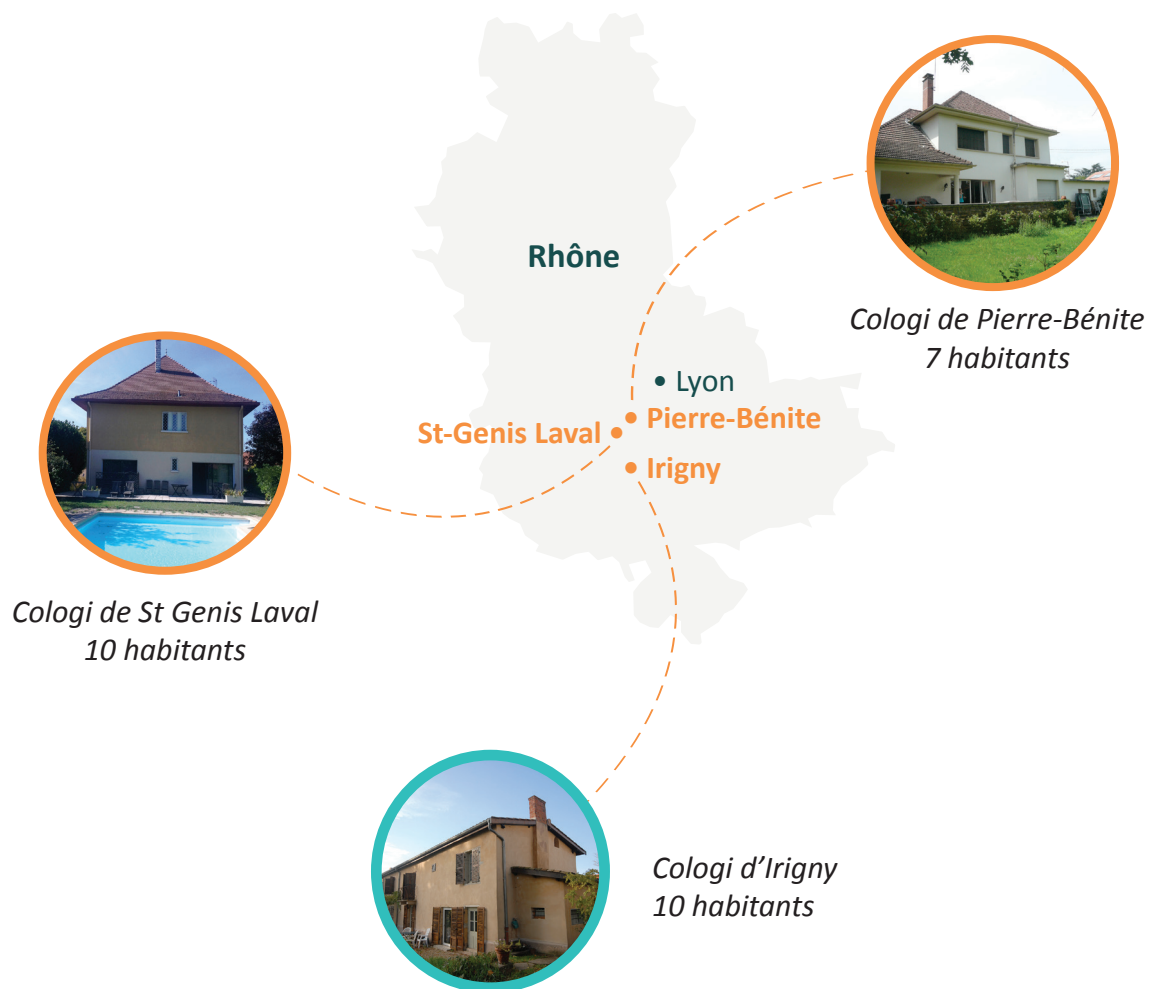 Rhône
Cologi de Pierre-Bénite
7 habitants
• Lyon
• Pierre-Bénite
St-Genis Laval •
• Irigny
Cologi de St Genis Laval
10 habitants
Cologi d’Irigny
10 habitants